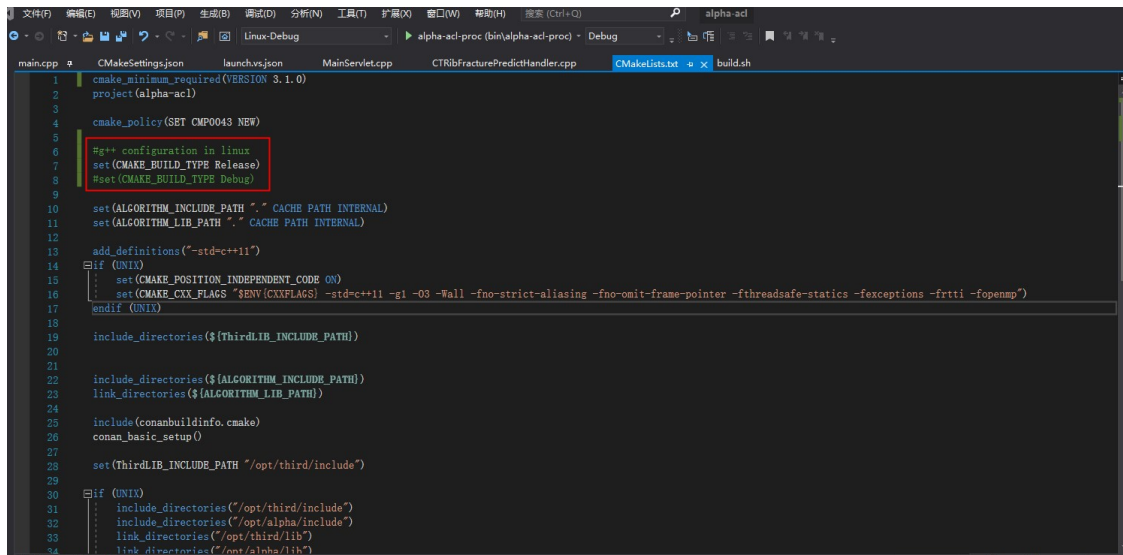 文件(F) 编辑(E) 视图(V) 项目(P) 生成(B) 调试(D) 分析(N) 工具(T) 扩展(X) 窗口(W) 帮助(H) 搜索 (Ctrl+Q) alpha-acl
Linux-Debug alpha-acl-proc (bin\alpha-acl-proc) Debug
main.cpp CMakeSettings.json launch.vs.json MainServlet.cpp CTRibFracturePredictHandler.cpp CMakeLists.txt build.sh
1 cmake_minimum_required(VERSION 3.1.0)
2 project(alpha-acl)
3
4 cmake_policy(SET CMP0043 NEW)
5
6 #g++ configuration in linux
7 set(CMAKE_BUILD_TYPE Release)
8 #set(CMAKE_BUILD_TYPE Debug)
9
10 set(ALGORITHM_INCLUDE_PATH "." CACHE PATH INTERNAL)
11 set(ALGORITHM_LIB_PATH "." CACHE PATH INTERNAL)
12
13 add_definitions("-std=c++11")
14 if (UNIX)
15 set(CMAKE_POSITION_INDEPENDENT_CODE ON)
16 set(CMAKE_CXX_FLAGS "$ENV{CXXFLAGS} -std=c++11 -g1 -O3 -Wall -fno-strict-aliasing -fno-omit-frame-pointer -fthreadsafe-statics -fexceptions -frtti -fopenmp")
17 endif (UNIX)
18
19 include_directories(${ThirdLIB_INCLUDE_PATH})
20
21
22 include_directories(${ALGORITHM_INCLUDE_PATH})
23 link_directories(${ALGORITHM_LIB_PATH})
24
25 include(conanbuildinfo.cmake)
26 conan_basic_setup()
27
28 set(ThirdLIB_INCLUDE_PATH "/opt/third/include")
29
30 if (UNIX)
31 include_directories("/opt/third/include")
32 include_directories("/opt/alpha/include")
33 link_directories("/opt/third/lib")
34 link_directories("/opt/alpha/lib")